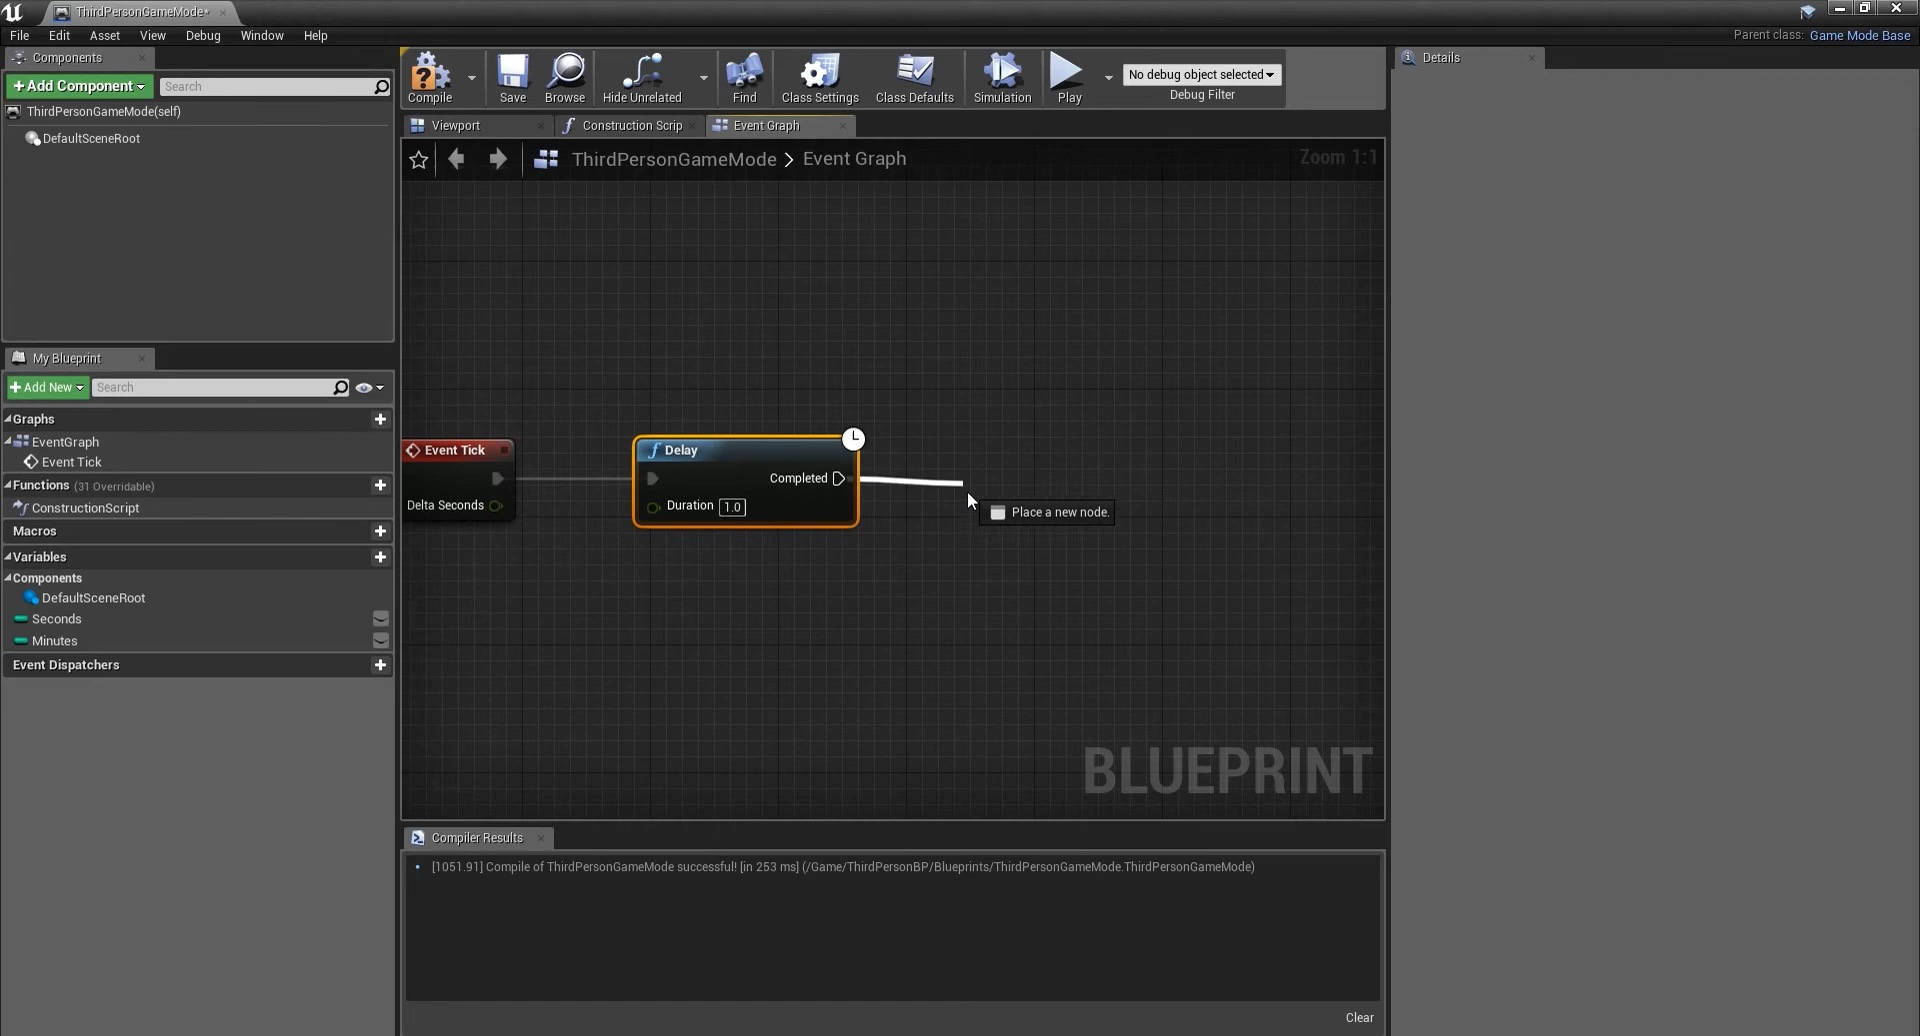 ThirdPersonGameMode*
File Edit Asset View Debug Window Help
Parent class: Game Mode Base
Components
+Add Component
Search
ThirdPersonGameMode(self)
DefaultSceneRoot
Compile
Save
Browse
Hide Unrelated
Find
Class Settings
Class Defaults
Simulation
Play
No debug object selected
Debug Filter
Details
Viewport
Construction Scrip
Event Graph
ThirdPersonGameMode > Event Graph
Zoom 1:1
My Blueprint
+Add New
Search
Graphs
EventGraph
Event Tick
Functions (31 Overridable)
ConstructionScript
Macros
Variables
Components
DefaultSceneRoot
Seconds
Minutes
Event Dispatchers
Event Tick
Delta Seconds
Delay
Completed
Duration 1.0
Place a new node.
BLUEPRINT
Compiler Results
[1051.91] Compile of ThirdPersonGameMode successful! [in 253 ms] (/Game/ThirdPersonBP/Blueprints/ThirdPersonGameMode.ThirdPersonGameMode)
Clear